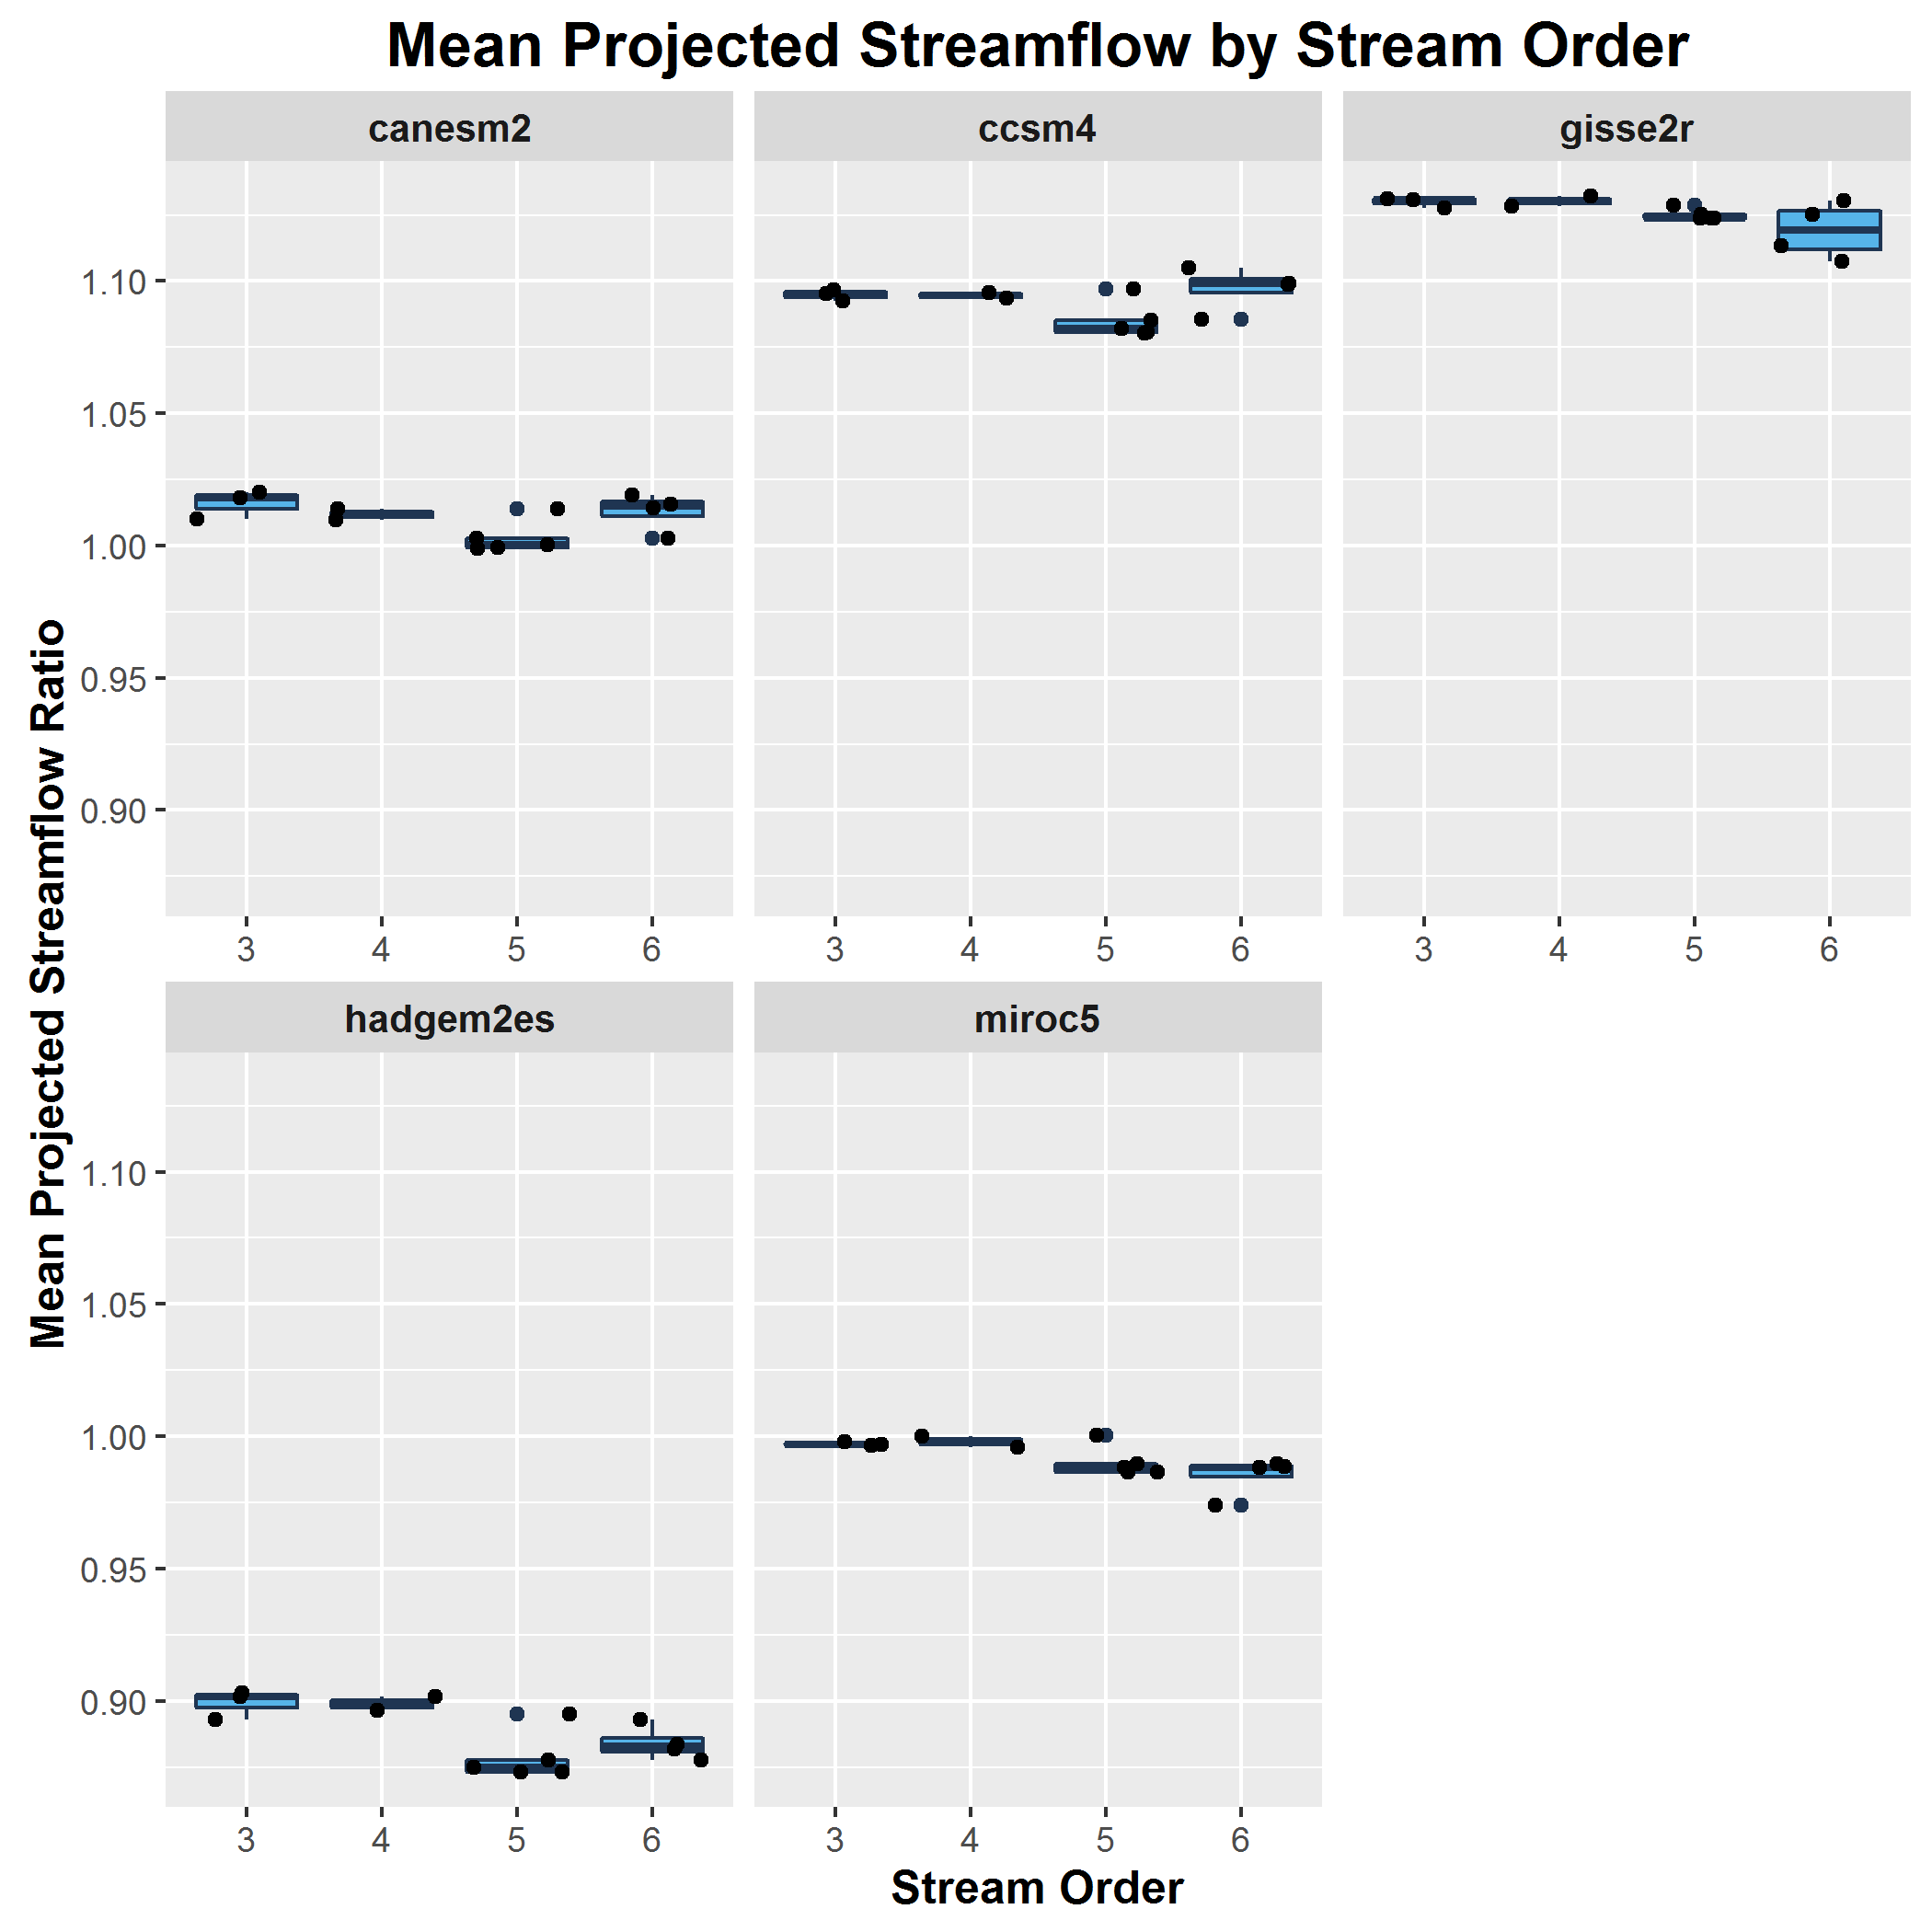 Mean Projected Streamflow by Stream Order
canesm2 ccsm4 gisse2r
1.10
1.05
1.00
0.95
0.90
3 4 5 6 3 4 5 6 3 4 5 6
Mean Projected Streamflow Ratio
hadgem2es miroc5
1.10
1.05
1.00
0.95
0.90
3 4 5 6 3 4 5 6
Stream Order